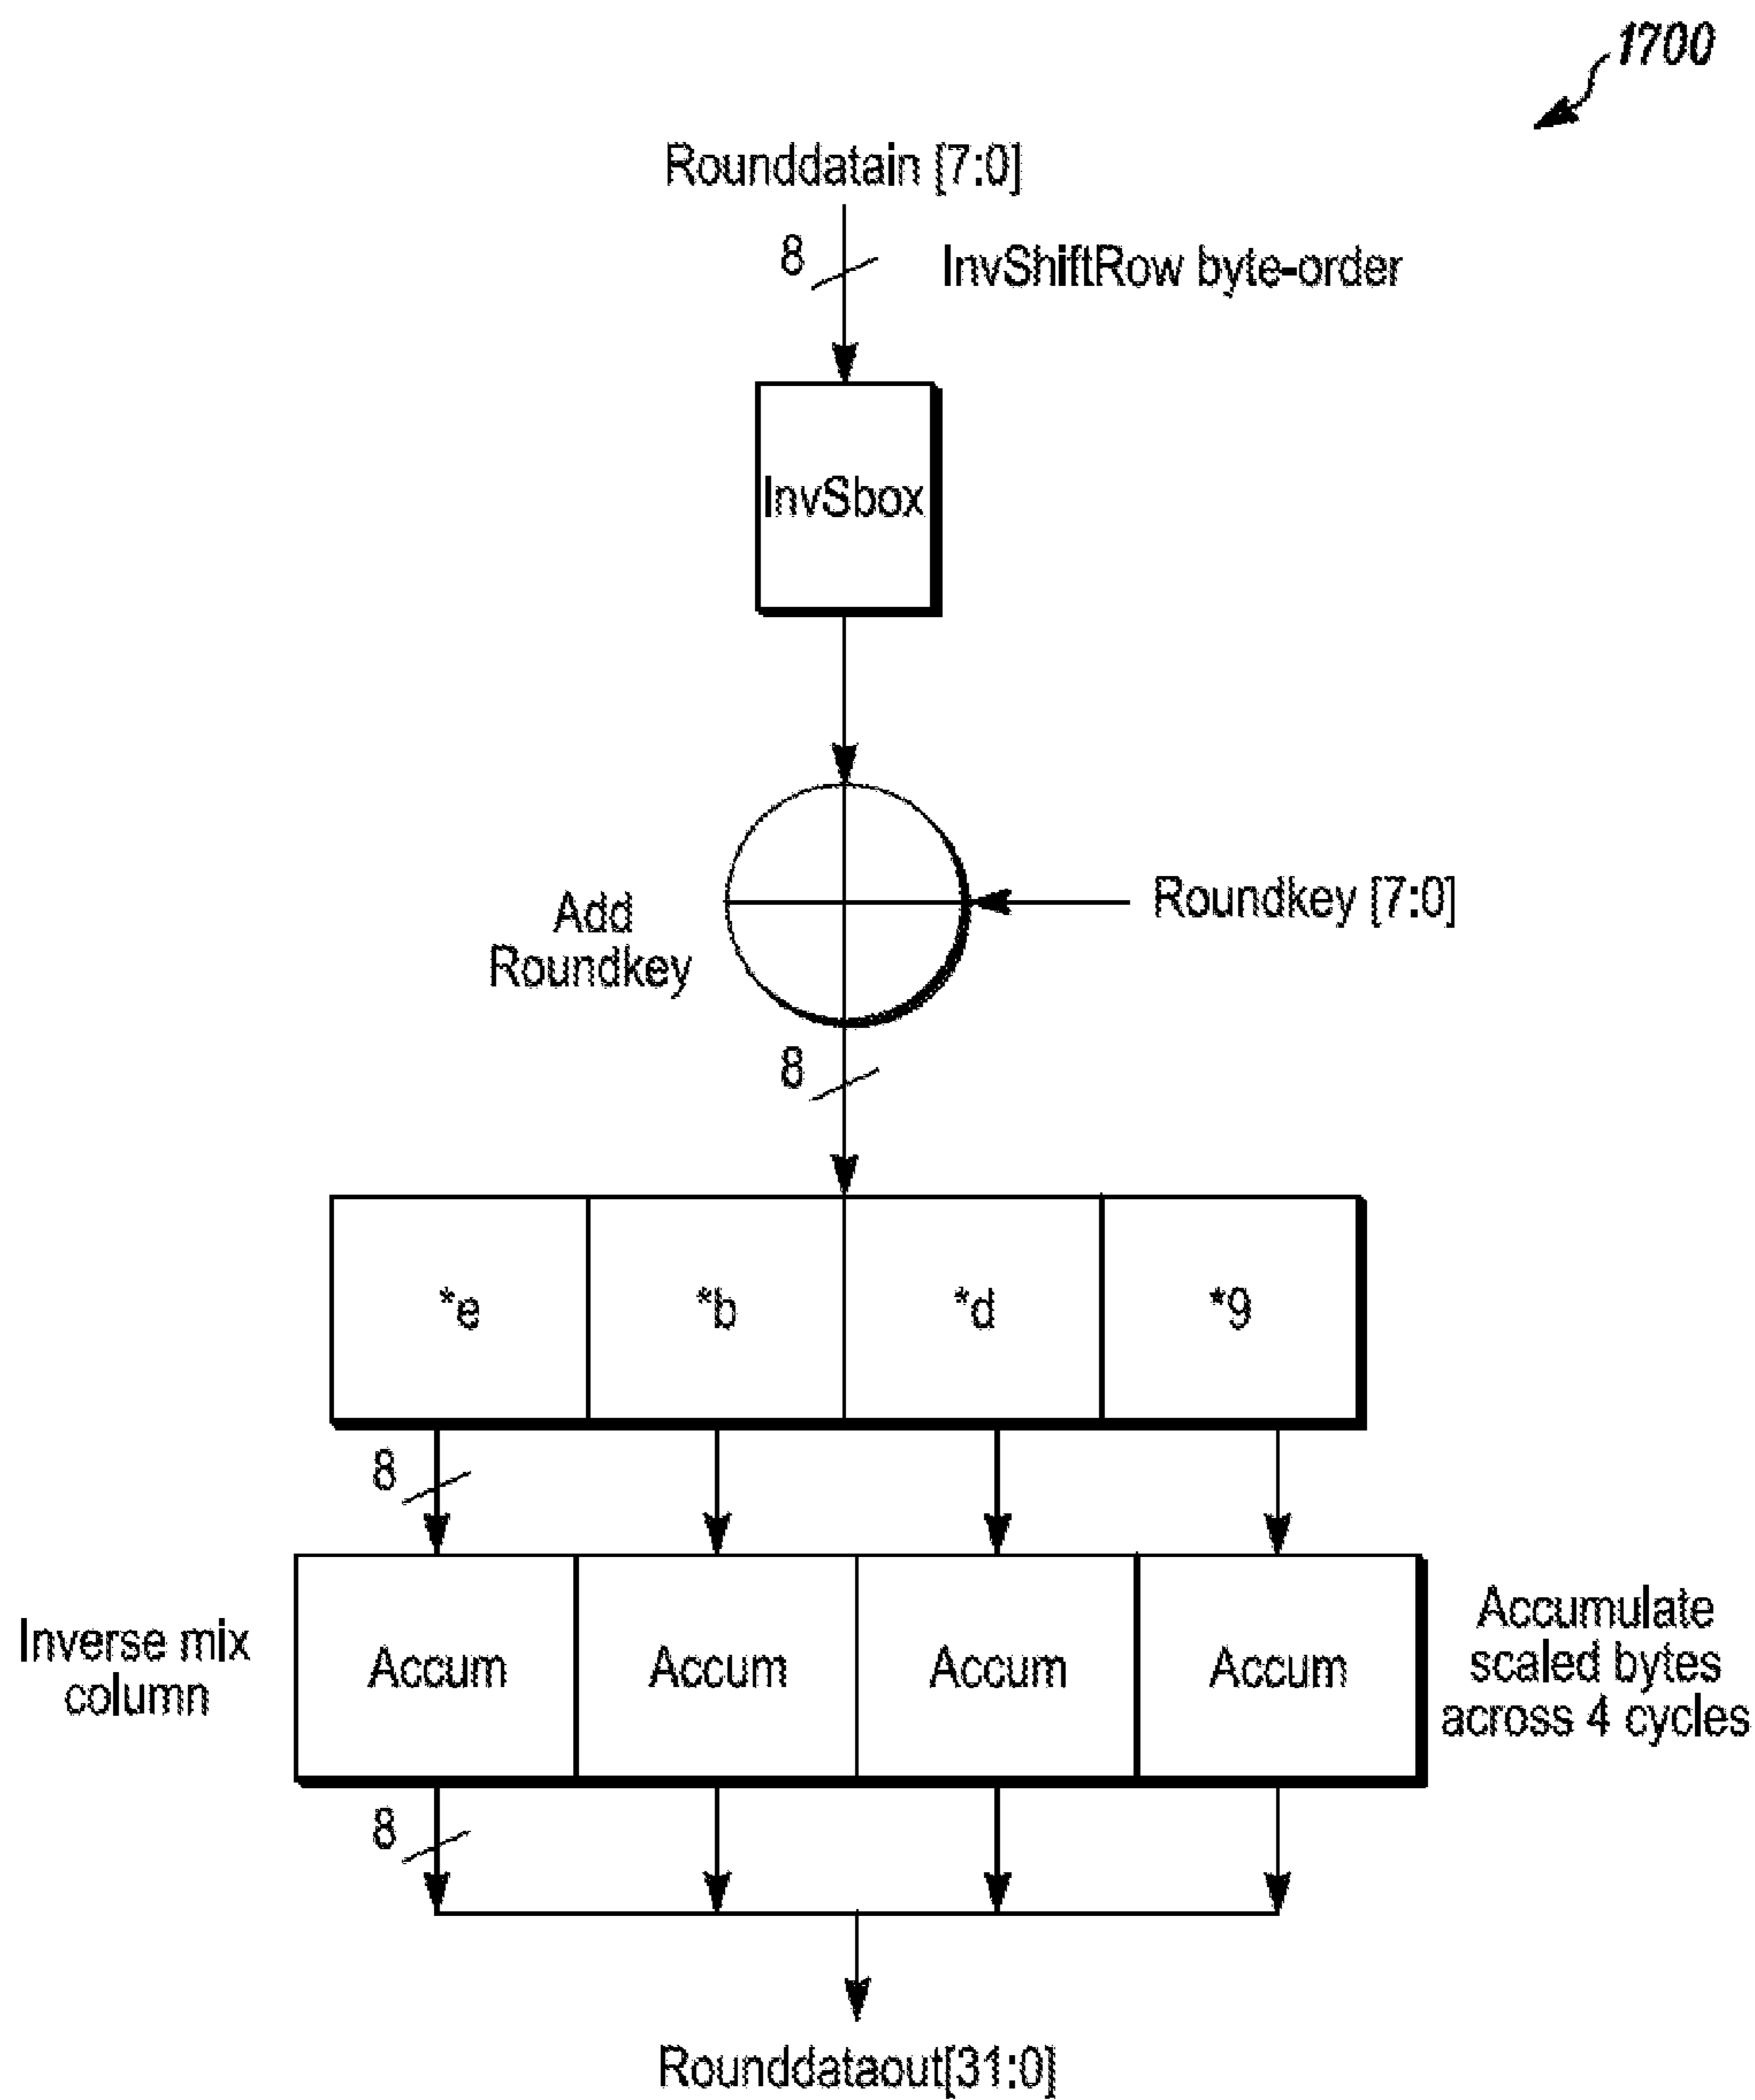 1700
Rounddatain [7:0]
8
InvShiftRow byte-order
InvSbox
Add
Roundkey
Roundkey [7:0]
8
*e *b *d *9
8
Inverse mix
column
Accum Accum Accum Accum
Accumulate
scaled bytes
across 4 cycles
8
Rounddataout[31:0]